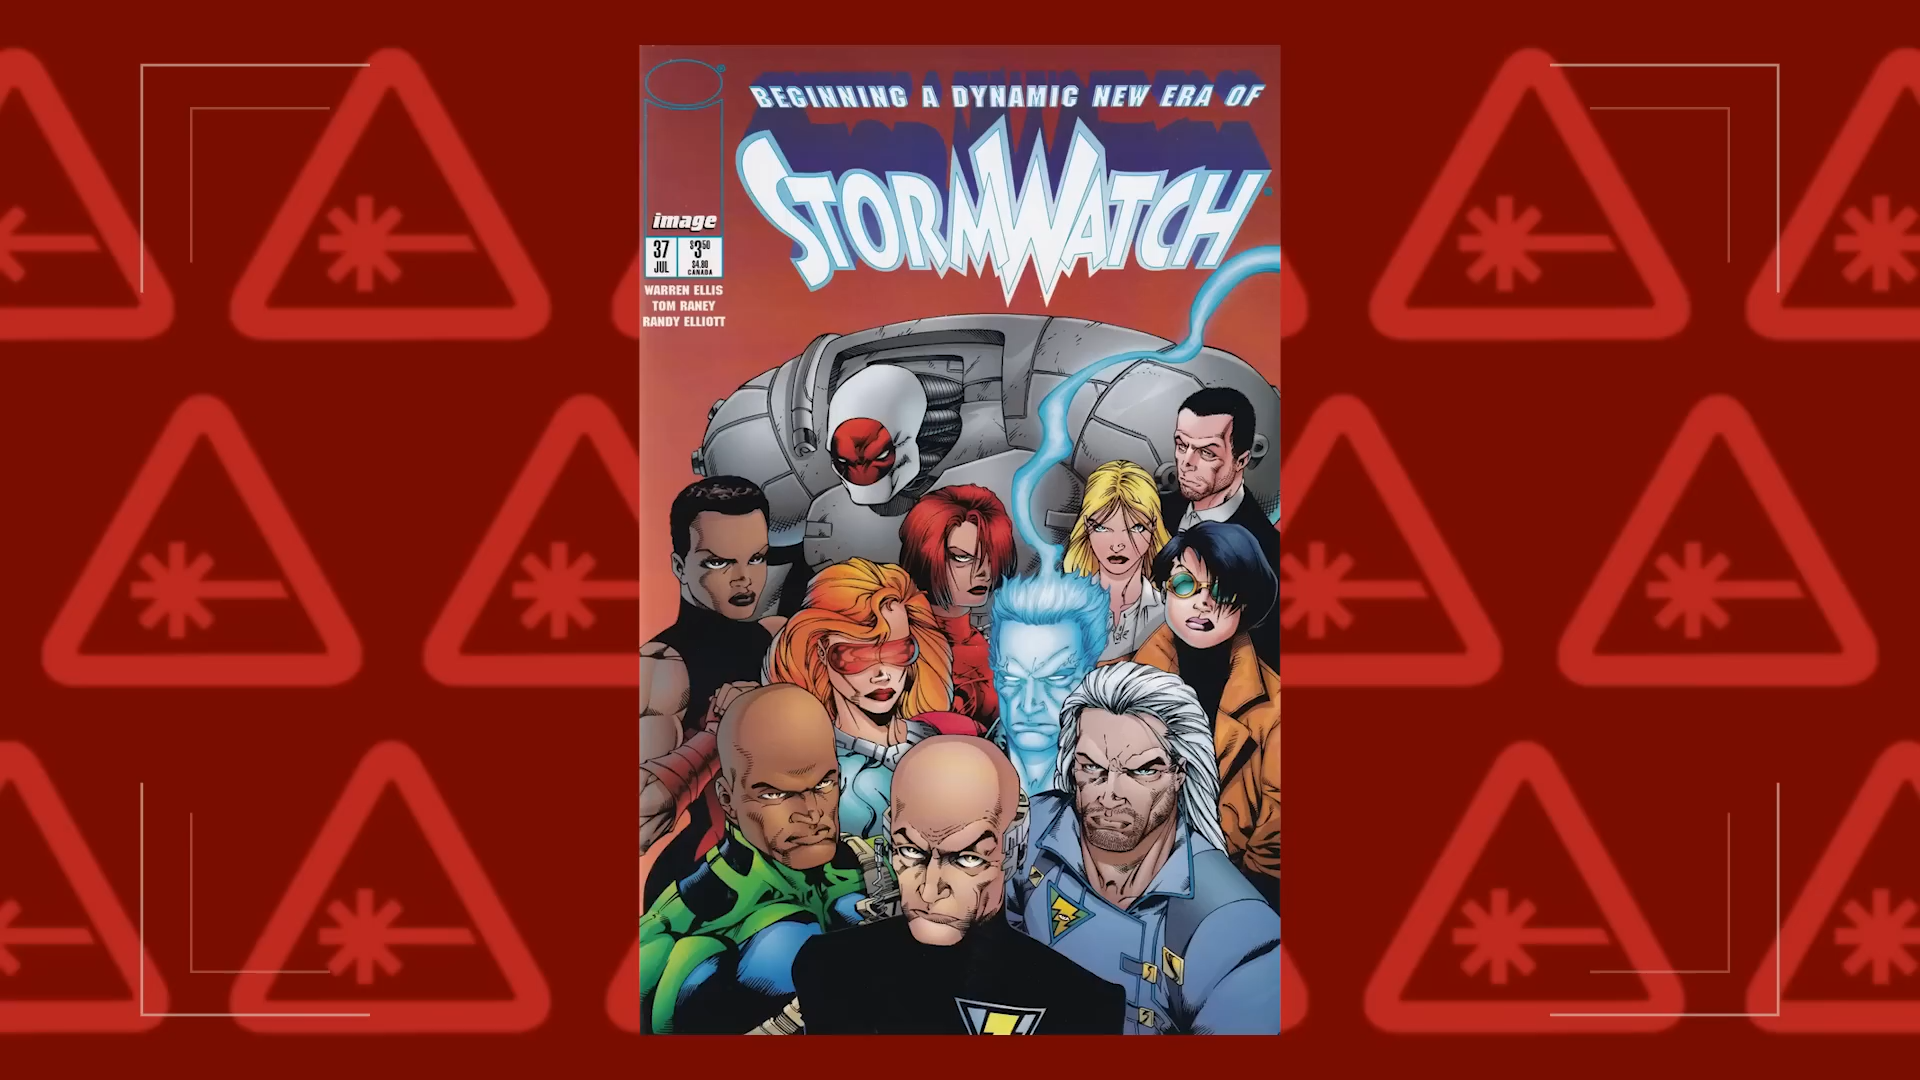 BEGINNING A DYNAMIC NEW ERA OF
STORMWATCH
image
37
JUL
$3.50
$4.80
CANADA
WARREN ELLIS
TOM RANEY
RANDY ELLIOTT